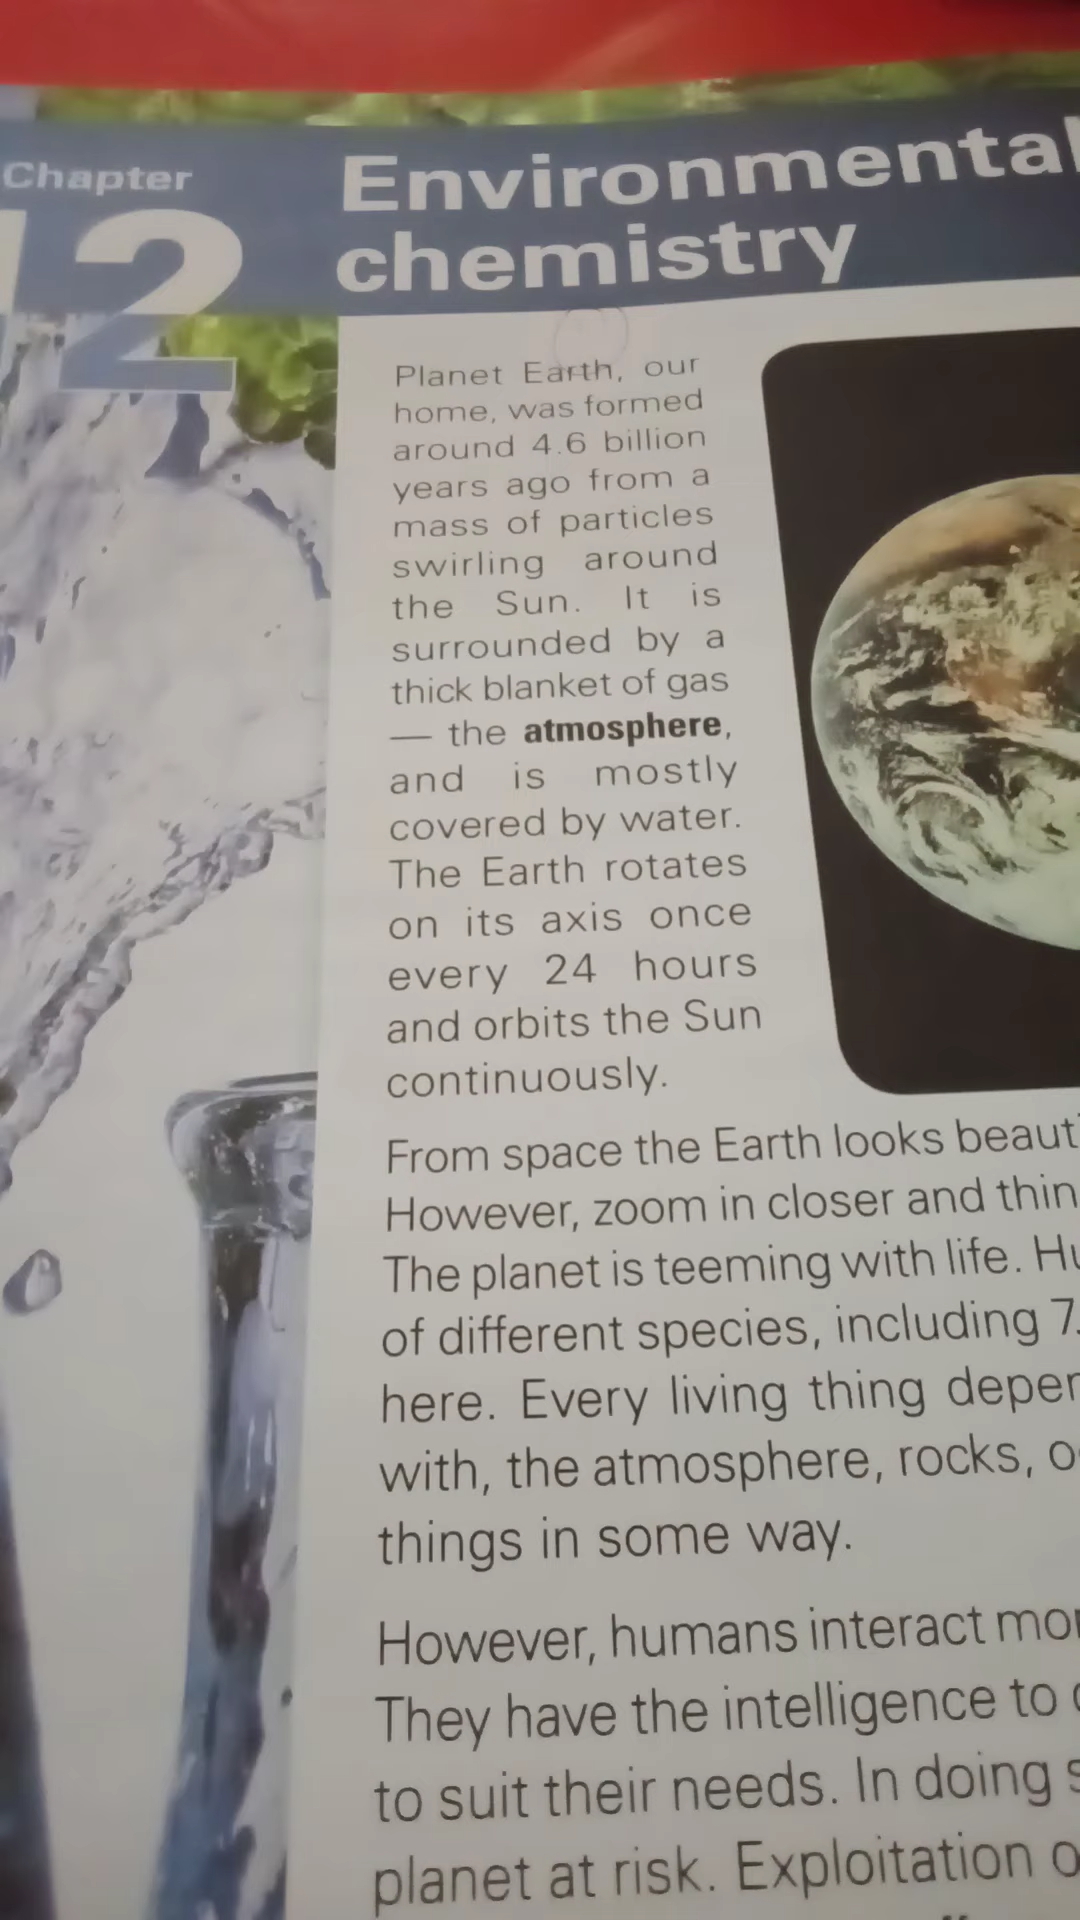 Chapter
12
Environmental
chemistry
Planet Earth, our
home, was formed
around 4.6 billion
years ago from a
mass of particles
swirling around
the Sun. It is
surrounded by a
thick blanket of gas
— the atmosphere,
and is mostly
covered by water.
The Earth rotates
on its axis once
every 24 hours
and orbits the Sun
continuously.
From space the Earth looks
However, zoom in closer and
The planet is teeming with life.
of different species, including
here. Every living thing
with, the atmosphere, rocks,
things in some way.
However, humans interact
They have the intelligence to
to suit their needs. In doing
planet at risk. Exploitation